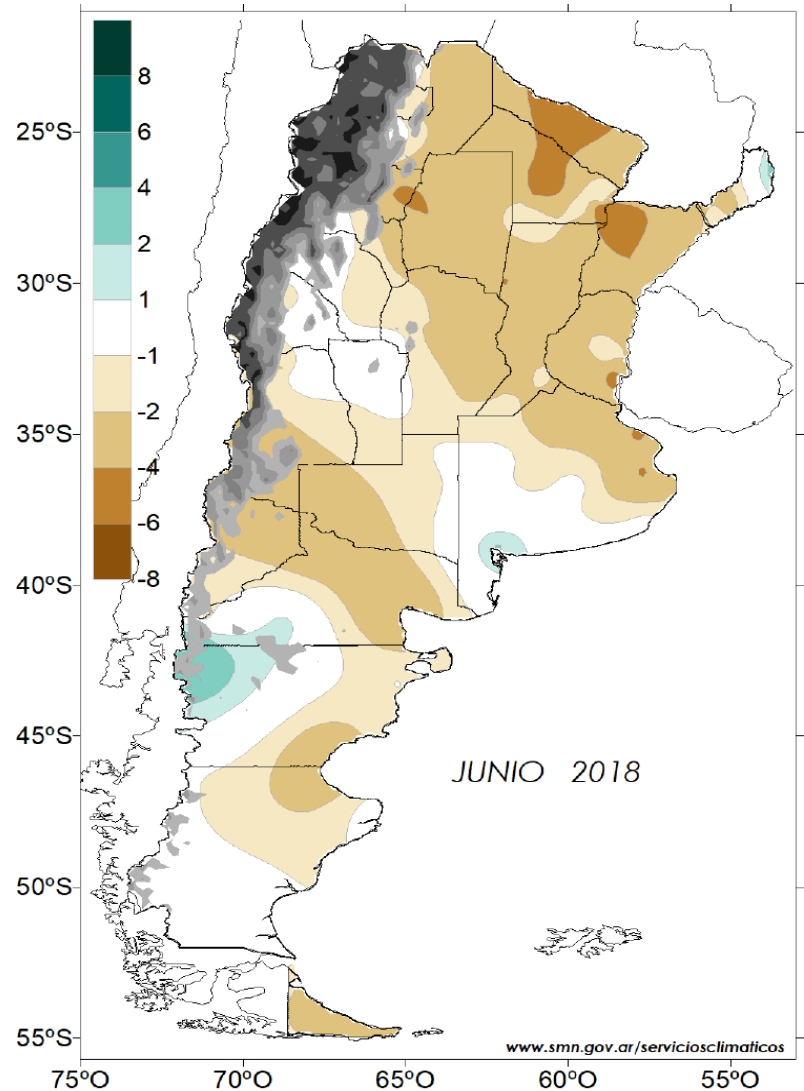 8
6
4
2
1
-1
-2
-4
-6
-8
25ºS
30ºS
35ºS
40ºS
45ºS
50ºS
55ºS
JUNIO 2018
www.smn.gov.ar/serviciosclimaticos
75ºO 70ºO 65ºO 60ºO 55ºO